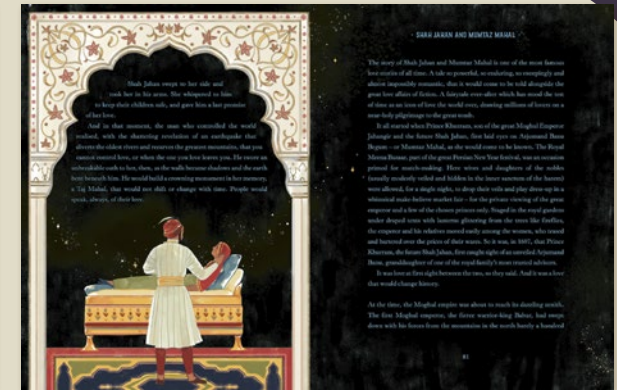 Shah Jahan swept to her side and
took her in his arms. She whispered to him
to keep their children safe, and gave him a last promise
of her love.
And in that moment, the man who controlled the world
realised, with the shattering revelation of an earthquake that
diverts the oldest rivers and resurrects the greatest mountains, that you
cannot control love, or when the one you love leaves you. He swore an
unbreakable oath to her, then, as the walls became shadows and the earth
bent beneath him. He would build a crowning monument in her memory,
a Taj Mahal, that would not shift or change with time. People would
speak, always, of their love.
SHAH JAHAN AND MUMTAZ MAHAL
The story of Shah Jahan and Mumtaz Mahal is one of the most famous
love stories of all time. A tale so powerful, so enduring, so sweepingly and
almost impossibly romantic, that it would come to be told alongside the
great love affairs of fiction. A fairytale ever-after which has stood the test
of time as an icon of love the world over, drawing millions of lovers on a
near-holy pilgrimage to the great tomb.
It all started when Prince Khurram, son of the great Moghul Emperor
Jahangir and the future Shah Jahan, first laid eyes on Arjumand Banu
Begum – or Mumtaz Mahal, as she would come to be known. The Royal
Meena Bazaar, part of the great Persian New Year festival, was an occasion
primed for match-making. Here wives and daughters of the nobles
(usually modestly veiled and hidden in the inner sanctum of the harem)
were allowed, for a single night, to drop their veils and play dress-up in a
whimsical make-believe market fair – for the private viewing of the great
emperor and a few of the chosen princes only. Staged in the royal gardens
under draped tents with lanterns glittering from the trees like fireflies,
the emperor and his relatives moved easily among the women, who teased
and bartered over the prices of their wares. So it was, in 1607, that Prince
Khurram, the future Shah Jahan, first caught sight of an unveiled Arjumand
Banu, granddaughter of one of the royal family's most trusted advisors.
It was love at first sight between the two, so they said. And it was a love
that would change history.
At the time, the Moghul empire was about to reach its dazzling zenith.
The first Moghul emperor, the fierce warrior-king Babur, had swept
down with his forces from the mountains in the north barely a hundred